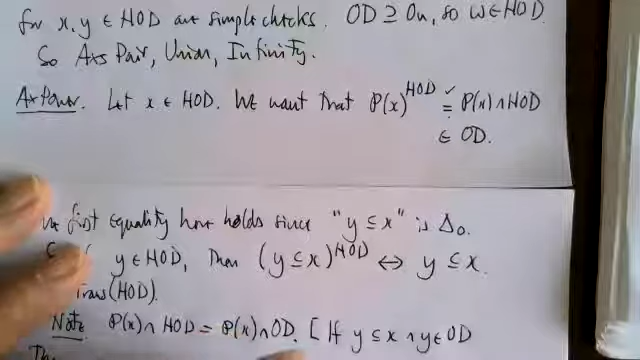 for x, y ∈ HOD are simple checks. OD ⊇ On, so ω ∈ HOD.
So Axs Pair, Union, Infinity.
Ax Power. Let x ∈ HOD. We want that P(x)^HOD = P(x) ∩ HOD
∈ OD.
first equality here holds since "y ⊆ x" is Δ₀.
y ∈ HOD, then (y ⊆ x)^HOD ↔ y ⊆ x.
Trans(HOD).
Note P(x) ∩ HOD = P(x) ∩ OD. [If y ⊆ x ∧ y ∈ OD